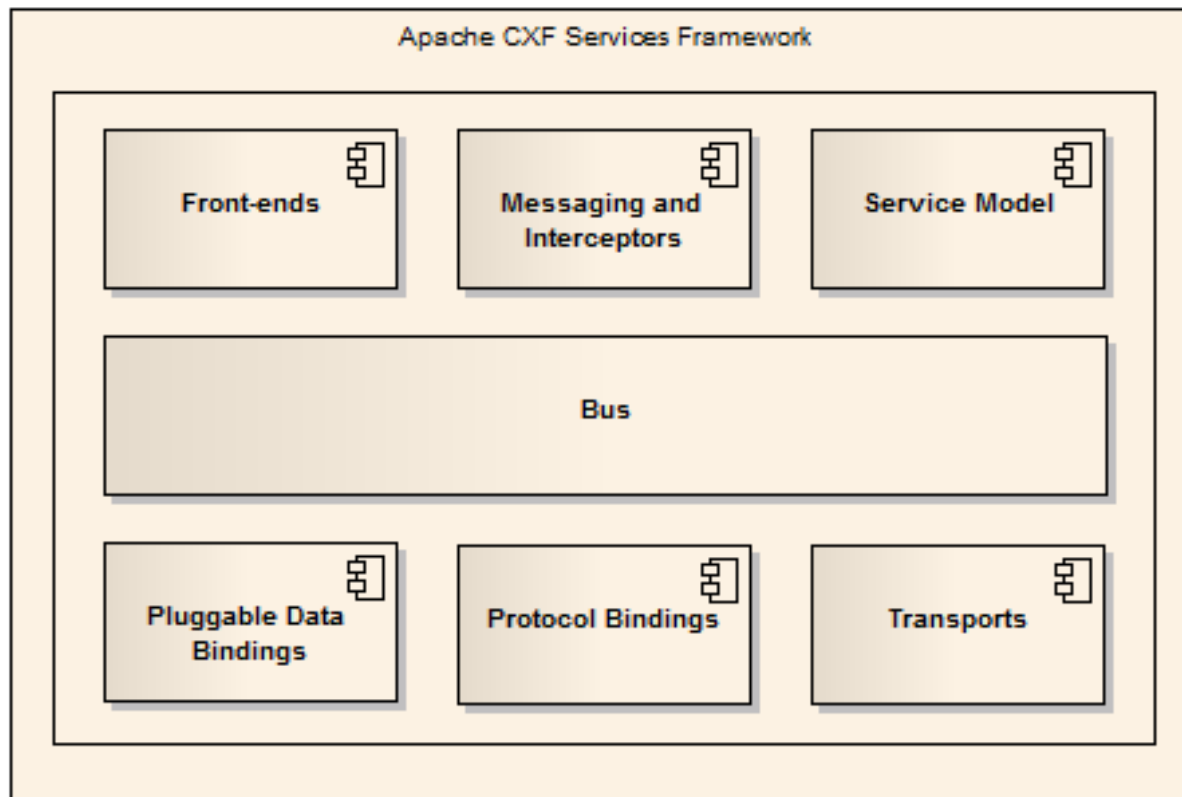 Apache CXF Services Framework
Front-ends
Messaging and
Interceptors
Service Model
Bus
Pluggable Data
Bindings
Protocol Bindings
Transports